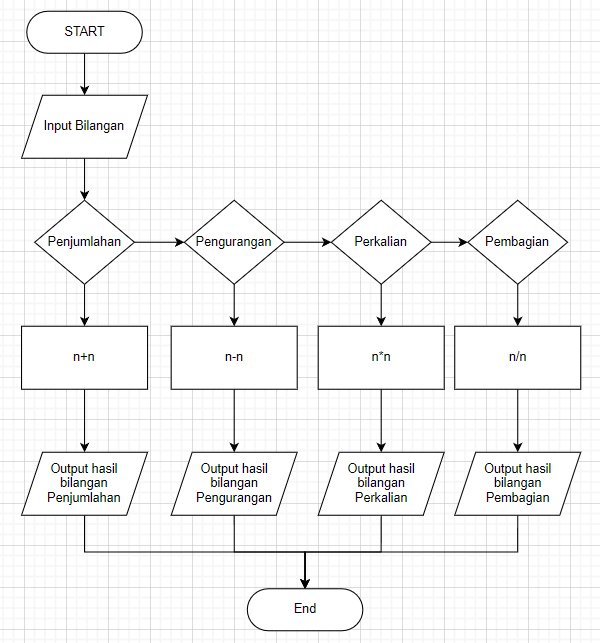 START
Input Bilangan
Penjumlahan
Pengurangan
Perkalian
Pembagian
n+n
n-n
n*n
n/n
Output hasil
bilangan
Penjumlahan
Output hasil
bilangan
Pengurangan
Output hasil
bilangan
Perkalian
Output hasil
bilangan
Pembagian
End